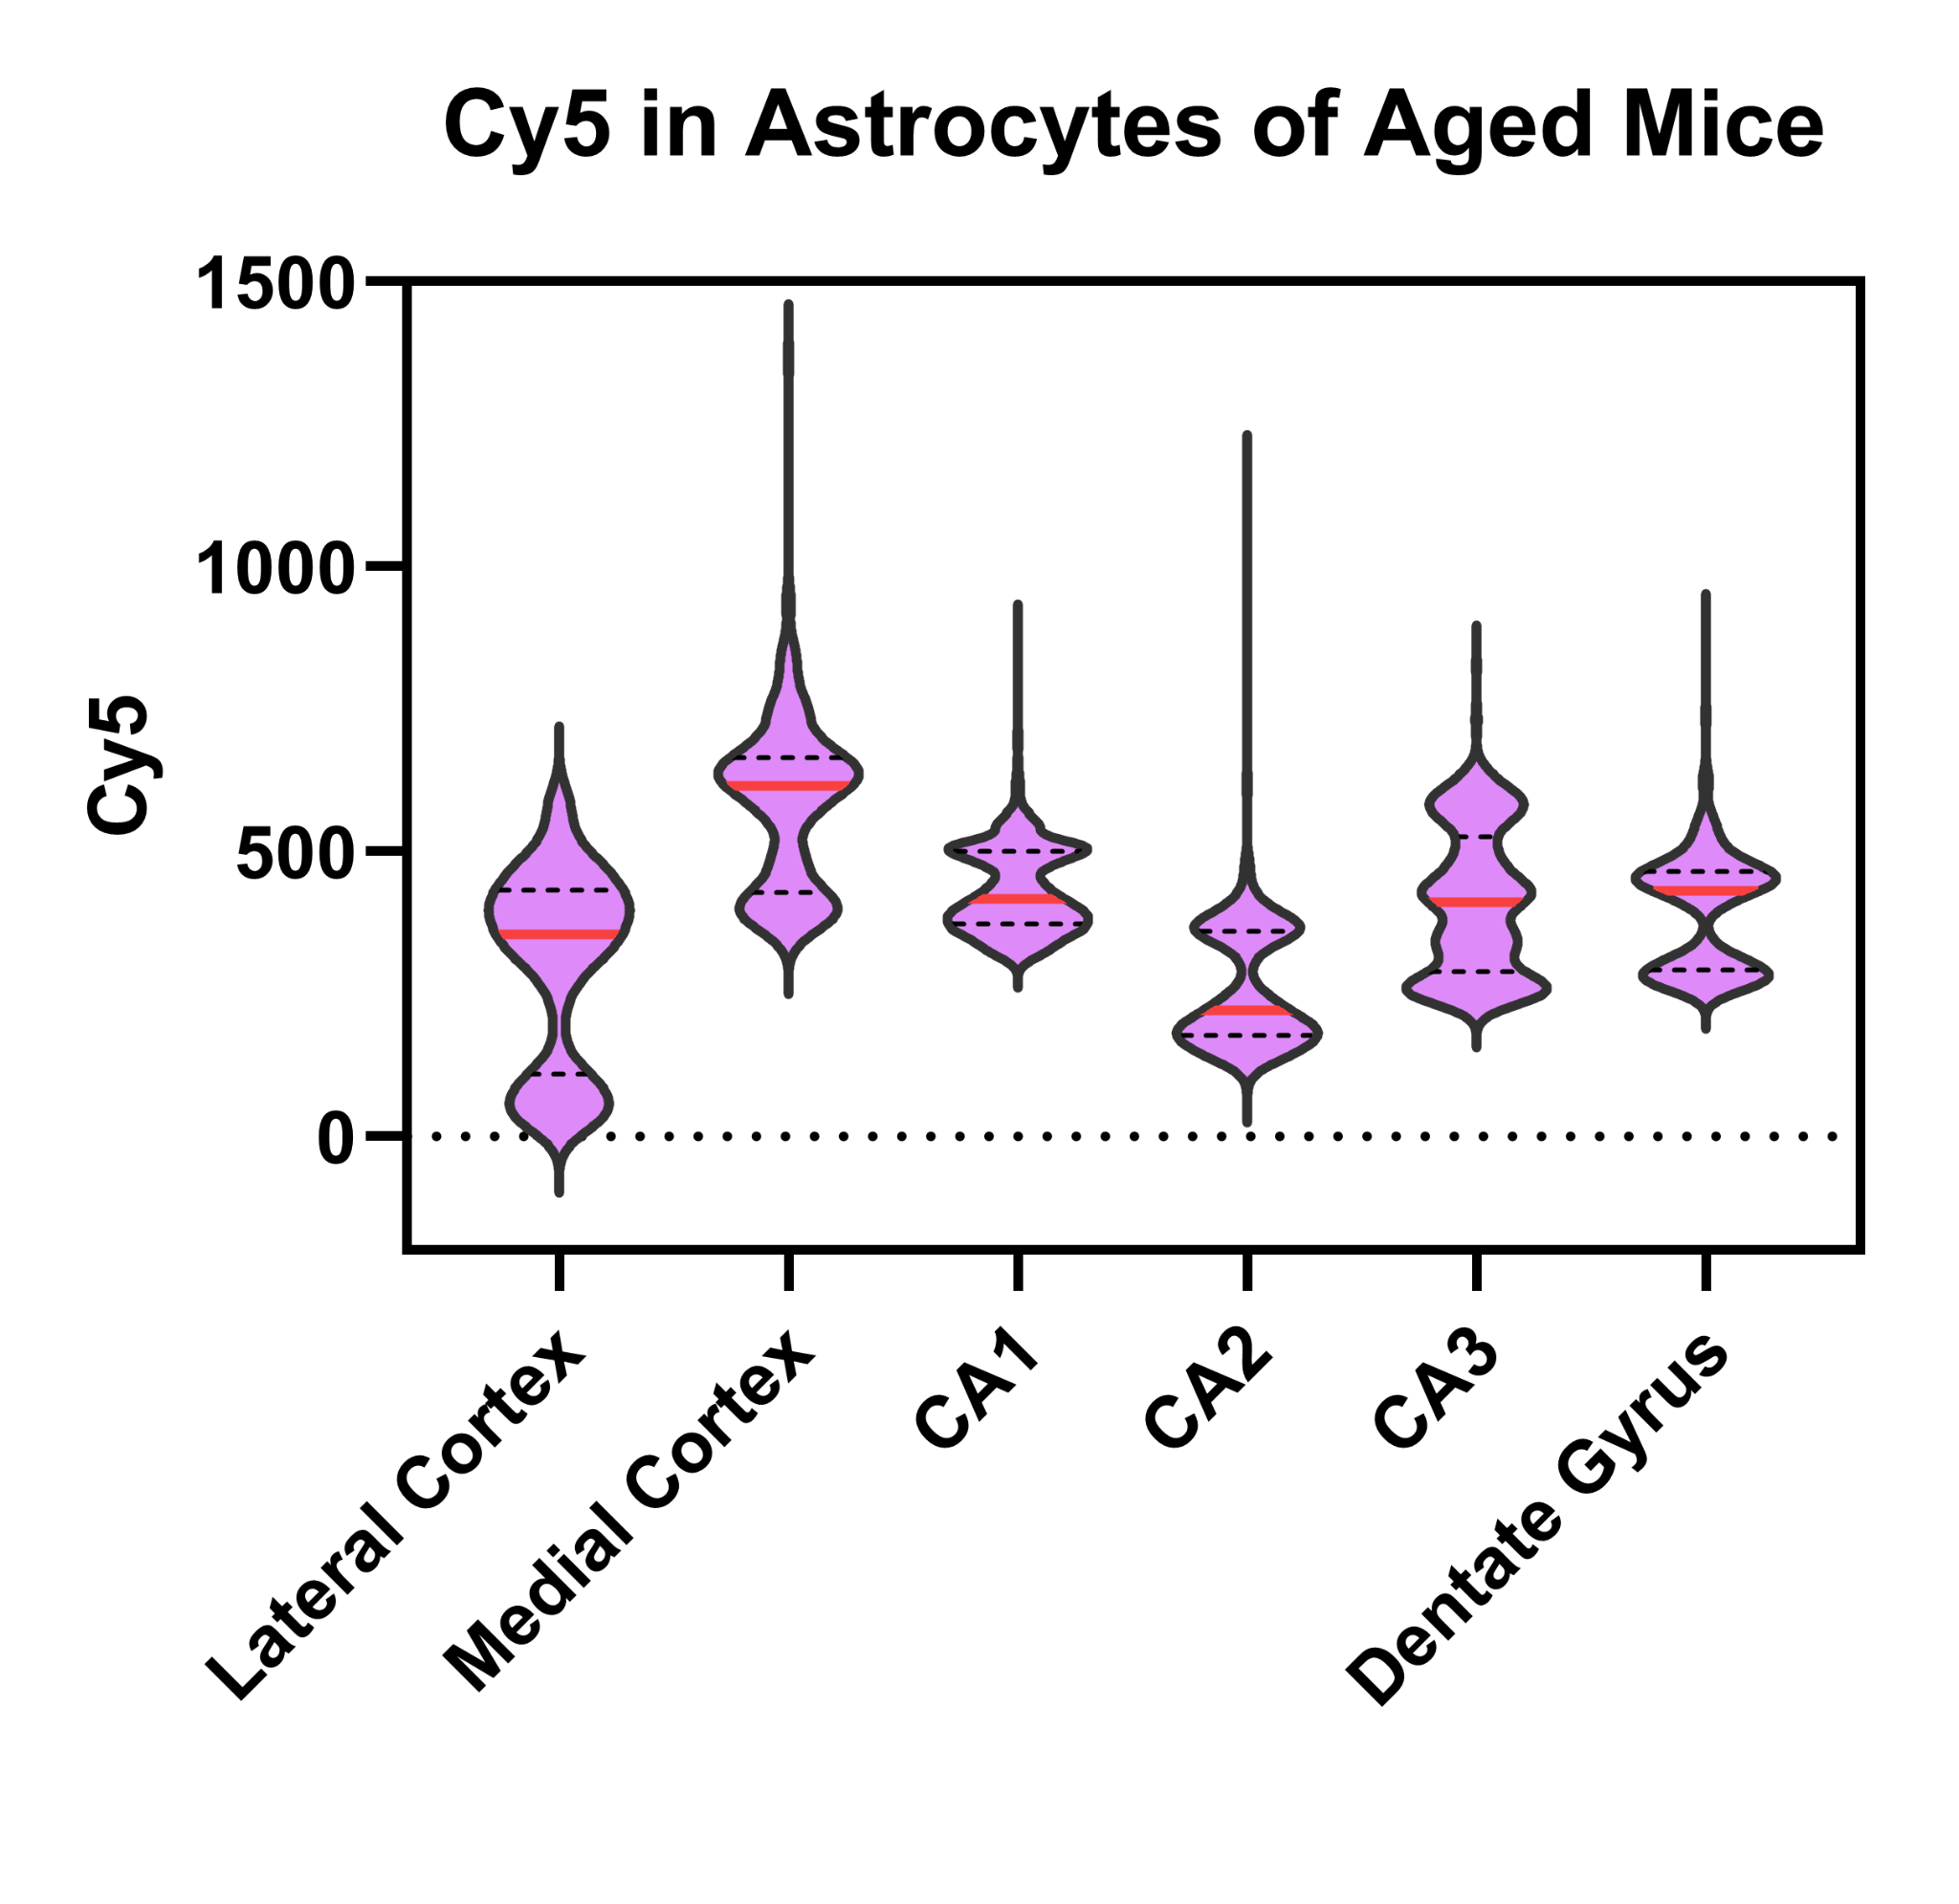 Cy5 in Astrocytes of Aged Mice
1500
1000
500
0
Cy5
Lateral Cortex
Medial Cortex
CA1
CA2
CA3
Dentate Gyrus